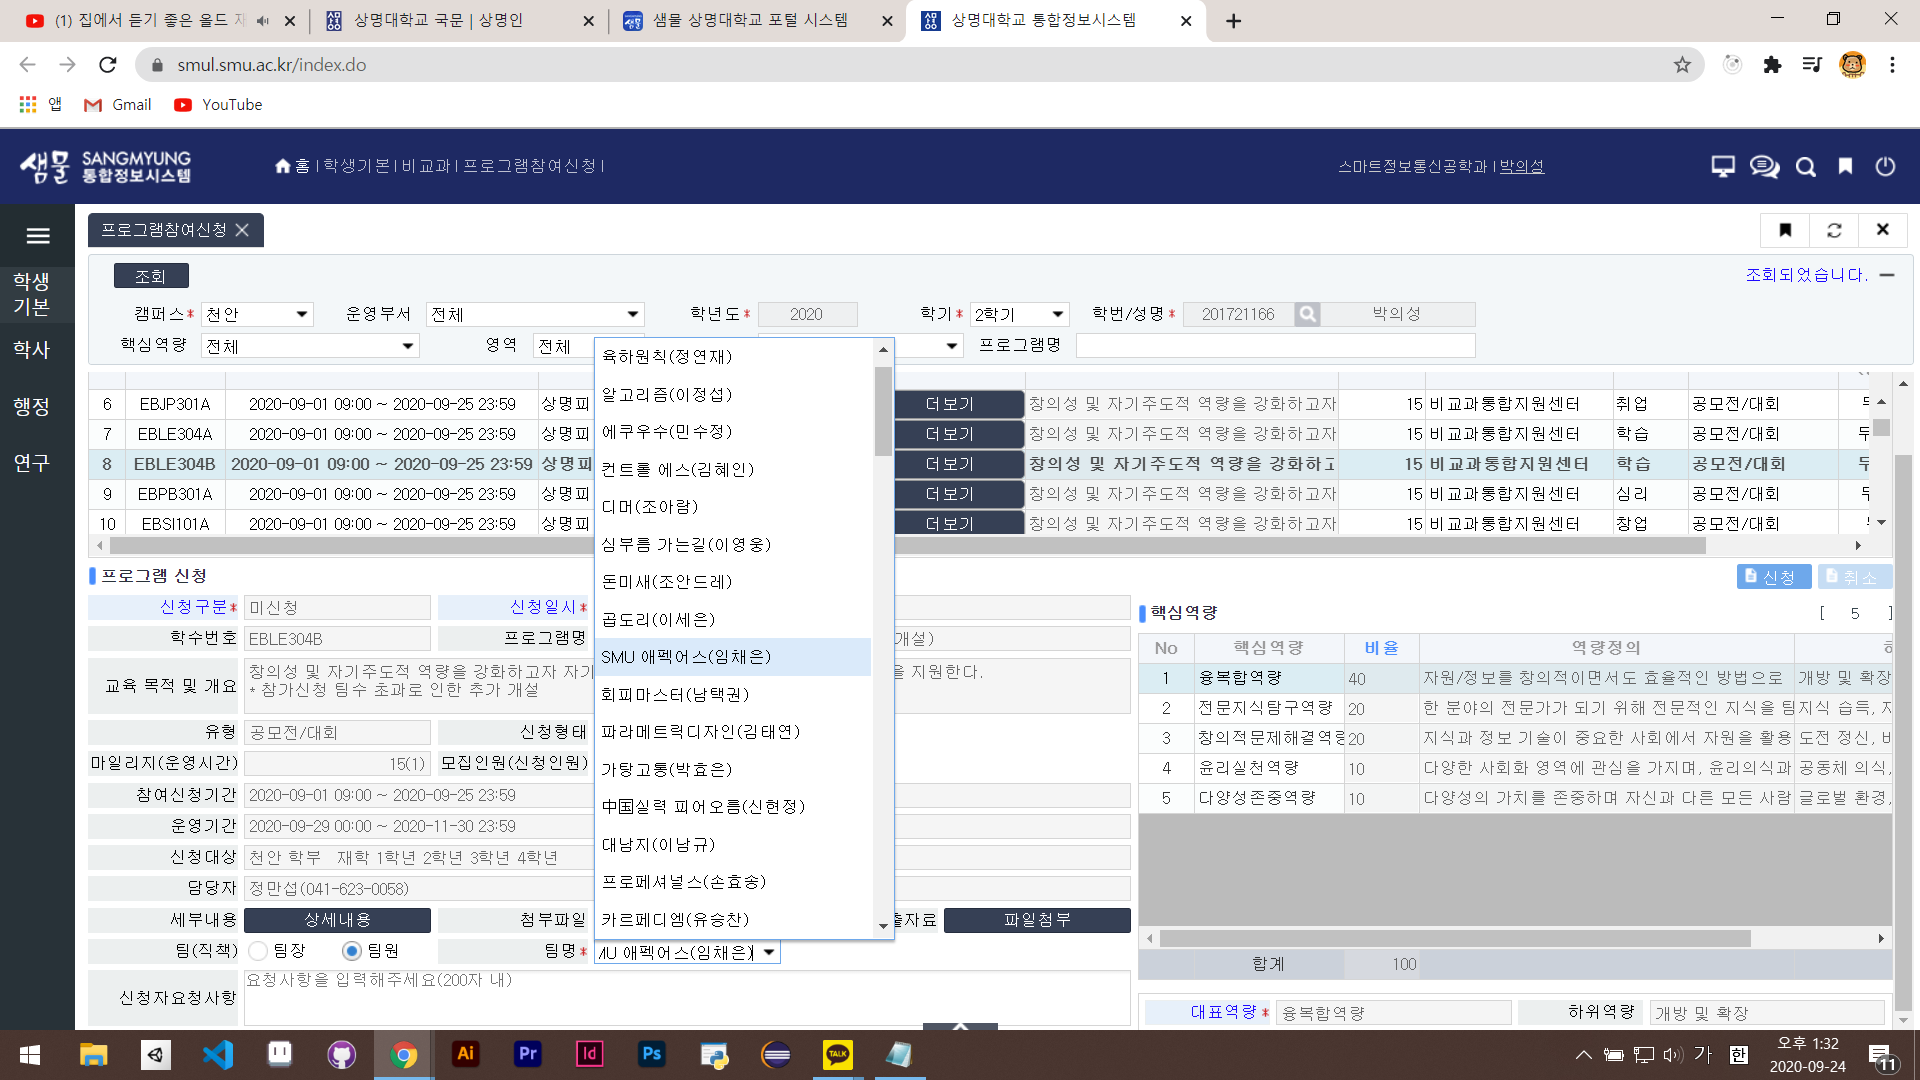 (1) 집에서 듣기 좋은 올드 재
상명대학교 국문 | 상명인
샘물 상명대학교 포털 시스템
상명대학교 통합정보시스템
smul.smu.ac.kr/index.do
앱 Gmail YouTube
샘물 SANGMYUNG 통합정보시스템
홈 | 학생기본 | 비교과 | 프로그램참여신청 |
스마트정보통신공학과 | 박의성
프로그램참여신청
학생
기본
학사
행정
연구
조회
조회되었습니다.
캠퍼스* 천안 운영부서 전체 학년도* 2020 학기* 2학기 학번/성명* 201721166 박의성
핵심역량 전체 영역 전체 프로그램명
6 EBJP301A 2020-09-01 09:00 ~ 2020-09-25 23:59 상명피 더보기 창의성 및 자기주도적 역량을 강화하고자 15 비교과통합지원센터 취업 공모전/대회
7 EBLE304A 2020-09-01 09:00 ~ 2020-09-25 23:59 상명피 더보기 창의성 및 자기주도적 역량을 강화하고자 15 비교과통합지원센터 학습 공모전/대회
8 EBLE304B 2020-09-01 09:00 ~ 2020-09-25 23:59 상명피 더보기 창의성 및 자기주도적 역량을 강화하고 15 비교과통합지원센터 학습 공모전/대회
9 EBPB301A 2020-09-01 09:00 ~ 2020-09-25 23:59 상명피 더보기 창의성 및 자기주도적 역량을 강화하고자 15 비교과통합지원센터 심리 공모전/대회
10 EBSI101A 2020-09-01 09:00 ~ 2020-09-25 23:59 상명피 더보기 창의성 및 자기주도적 역량을 강화하고자 15 비교과통합지원센터 창업 공모전/대회
육하원칙(정연재)
알고리즘(이정섭)
에쿠우수(민수정)
컨트롤 에스(김혜인)
디머(조아람)
심부름 가는길(이영웅)
돈미새(조안드레)
곱도리(이세은)
SMU 애펙어스(임채은)
회피마스터(남택권)
파라메트릭디자인(김태연)
가탕고통(박효은)
中国실력 피어오름(신현정)
대남지(이남규)
프로페셔널스(손효송)
카르페디엠(유승찬)
프로그램 신청
신청 취소
신청구분* 미신청 신청일시*
학수번호 EBLE304B 프로그램명 개설)
교육 목적 및 개요 창의성 및 자기주도적 역량을 강화하고자 자기 을 지원한다.
* 참가신청 팀수 초과로 인한 추가 개설
유형 공모전/대회 신청형태
마일리지(운영시간) 15(1) 모집인원(신청인원)
참여신청기간 2020-09-01 09:00 ~ 2020-09-25 23:59
운영기간 2020-09-29 00:00 ~ 2020-11-30 23:59
신청대상 천안 학부 재학 1학년 2학년 3학년 4학년
담당자 정만섭(041-623-0058)
세부내용 상세내용 첨부파일 출자료 파일첨부
팀(직책) 팀장 팀원 팀명* 애펙어스(임채은)
신청자요청사항 요청사항을 입력해주세요(200자 내)
핵심역량 [ 5 ]
No 핵심역량 비율 역량정의
1 융복합역량 40 자원/정보를 창의적이면서도 효율적인 방법으로 개방 및 확장
2 전문지식탐구역량 20 한 분야의 전문가가 되기 위해 전문적인 지식을 탐 지식 습득,
3 창의적문제해결역량 20 지식과 정보 기술이 중요한 사회에서 자원을 활용 도전 정신,
4 윤리실천역량 10 다양한 사회화 영역에 관심을 가지며, 윤리의식과 공동체 의식,
5 다양성존중역량 10 다양성의 가치를 존중하며 자신과 다른 모든 사람 글로벌 환경,
합계 100
대표역량* 융복합역량 하위역량 개방 및 확장
Ai Pr Id Ps TALK
가 한 오후 1:32
2020-09-24
11